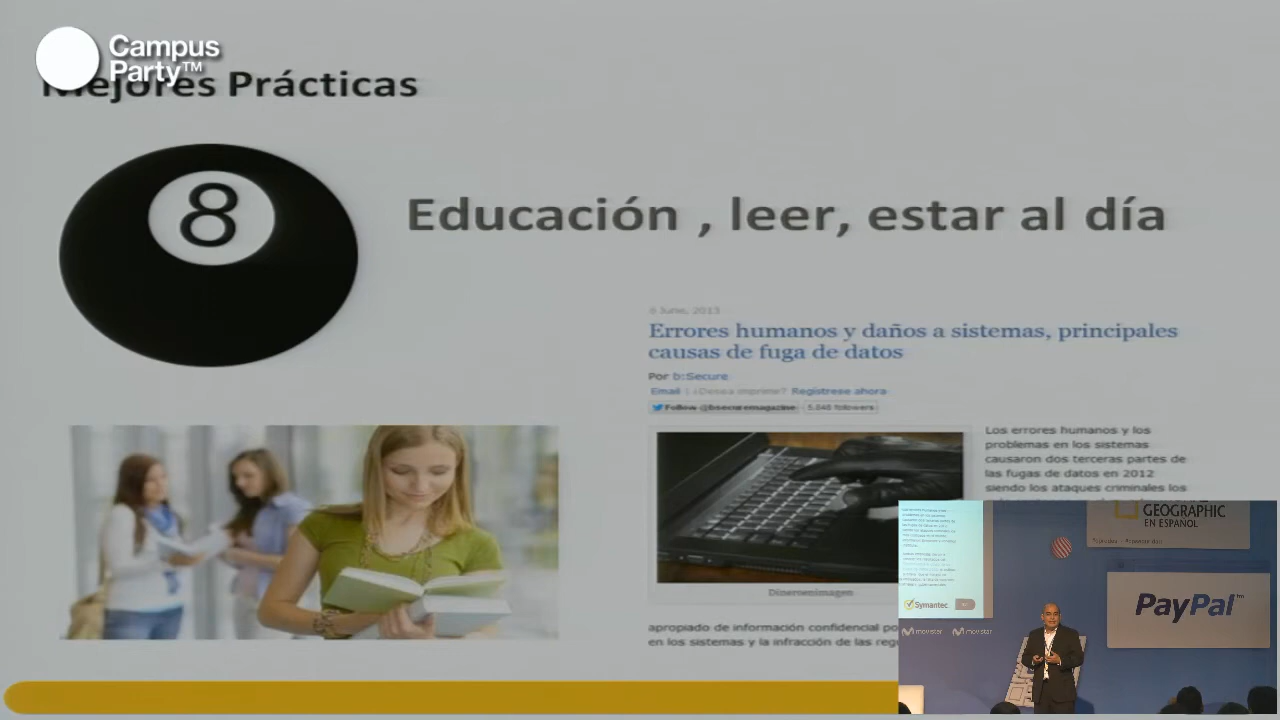 Campus
Party™
Mejores Prácticas
8
Educación , leer, estar al día
6 June, 2013
Errores humanos y daños a sistemas, principales
causas de fuga de datos
Por b:Secure
Email | ¿Desea imprimir? Regístrese ahora
Follow @bsecuremagazine 5,048 followers
Los errores humanos y los
problemas en los sistemas
causaron dos terceras partes de
las fugas de datos en 2012
siendo los ataques criminales los
Dineroenimagen
apropiado de información confidencial
en los sistemas y la infracción de las
GEOGRAPHIC
EN ESPAÑOL
PayPal™
Symantec
movistar movistar